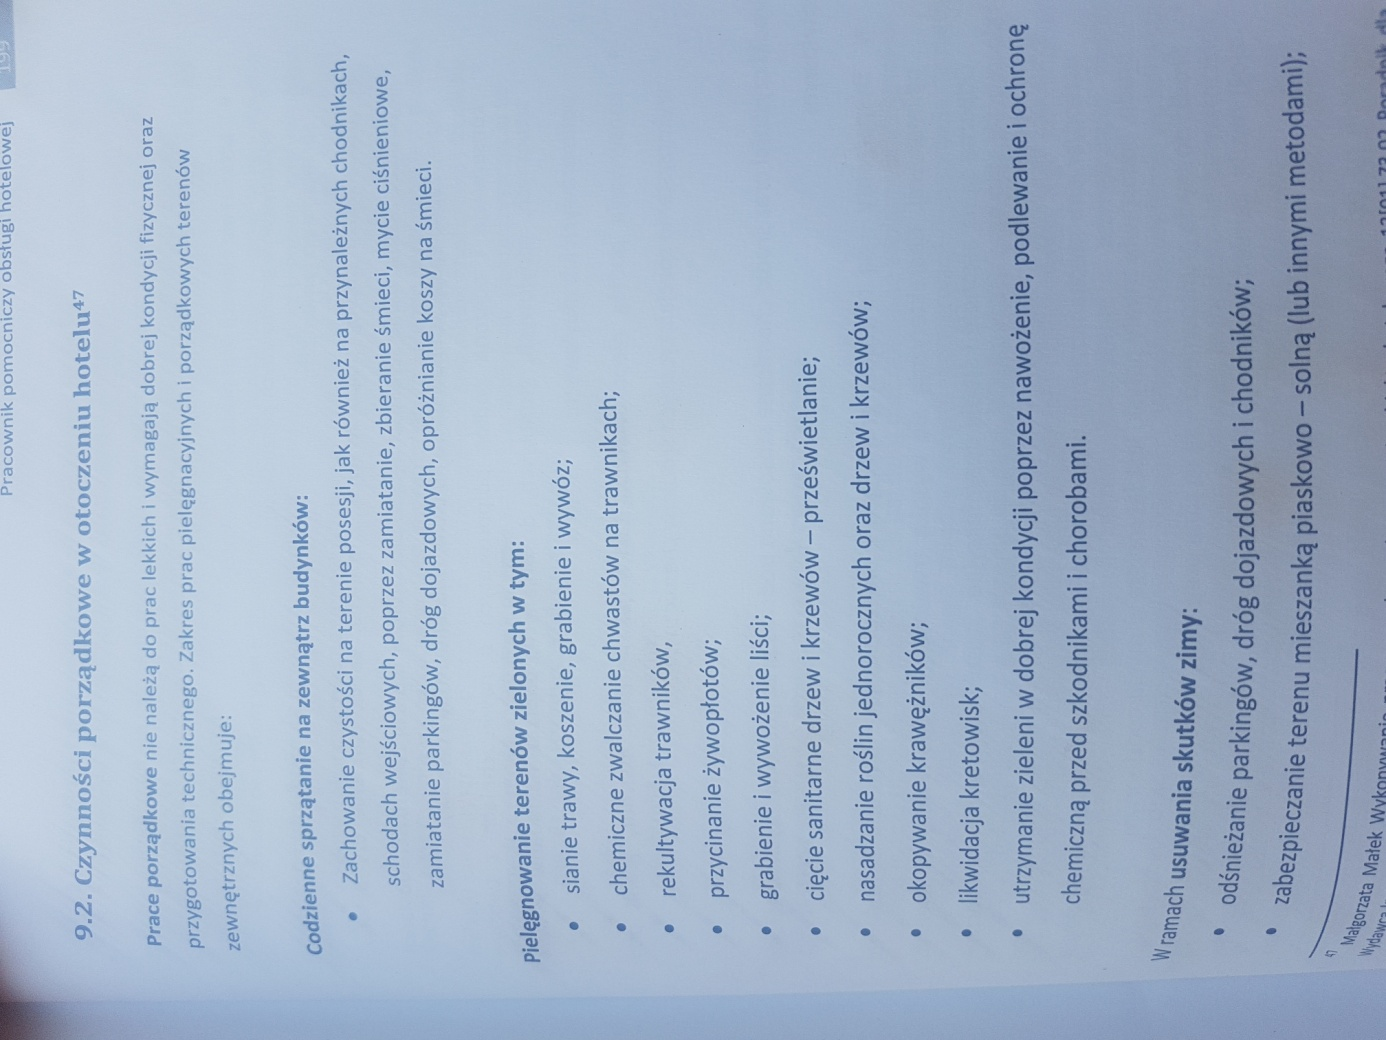 Pracownik pomocniczy obsługi hotelowej
199
9.2. Czynności porządkowe w otoczeniu hotelu⁴⁷
Prace porządkowe nie należą do prac lekkich i wymagają dobrej kondycji fizycznej oraz
przygotowania technicznego. Zakres prac pielęgnacyjnych i porządkowych terenów
zewnętrznych obejmuje:
Codzienne sprzątanie na zewnątrz budynków:
• Zachowanie czystości na terenie posesji, jak również na przynależnych chodnikach,
schodach wejściowych, poprzez zamiatanie, zbieranie śmieci, mycie ciśnieniowe,
zamiatanie parkingów, dróg dojazdowych, opróżnianie koszy na śmieci.
Pielęgnowanie terenów zielonych w tym:
• sianie trawy, koszenie, grabienie i wywóz;
• chemiczne zwalczanie chwastów na trawnikach;
• rekultywacja trawników,
• przycinanie żywopłotów;
• grabienie i wywożenie liści;
• cięcie sanitarne drzew i krzewów – prześwietlanie;
• nasadzanie roślin jednorocznych oraz drzew i krzewów;
• okopywanie krawężników;
• likwidacja kretowisk;
• utrzymanie zieleni w dobrej kondycji poprzez nawożenie, podlewanie i ochronę
chemiczną przed szkodnikami i chorobami.
W ramach usuwania skutków zimy:
• odśnieżanie parkingów, dróg dojazdowych i chodników;
• zabezpieczanie terenu mieszanką piaskowo – solną (lub innymi metodami);
47 Małgorzata Małek Wykonywanie